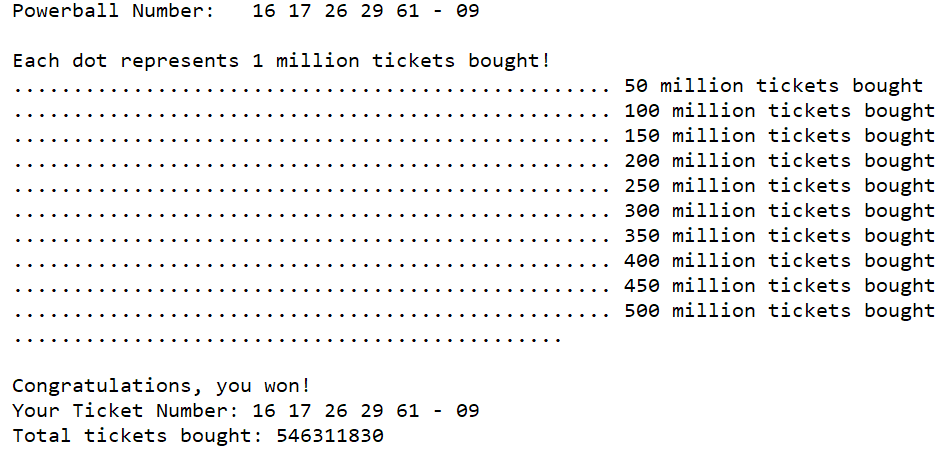 Powerball Number:   16 17 26 29 61 - 09
Each dot represents 1 million tickets bought!
.................................................. 50 million tickets bought
.................................................. 100 million tickets bought
.................................................. 150 million tickets bought
.................................................. 200 million tickets bought
.................................................. 250 million tickets bought
.................................................. 300 million tickets bought
.................................................. 350 million tickets bought
.................................................. 400 million tickets bought
.................................................. 450 million tickets bought
.................................................. 500 million tickets bought
..............................................
Congratulations, you won!
Your Ticket Number: 16 17 26 29 61 - 09
Total tickets bought: 546311830